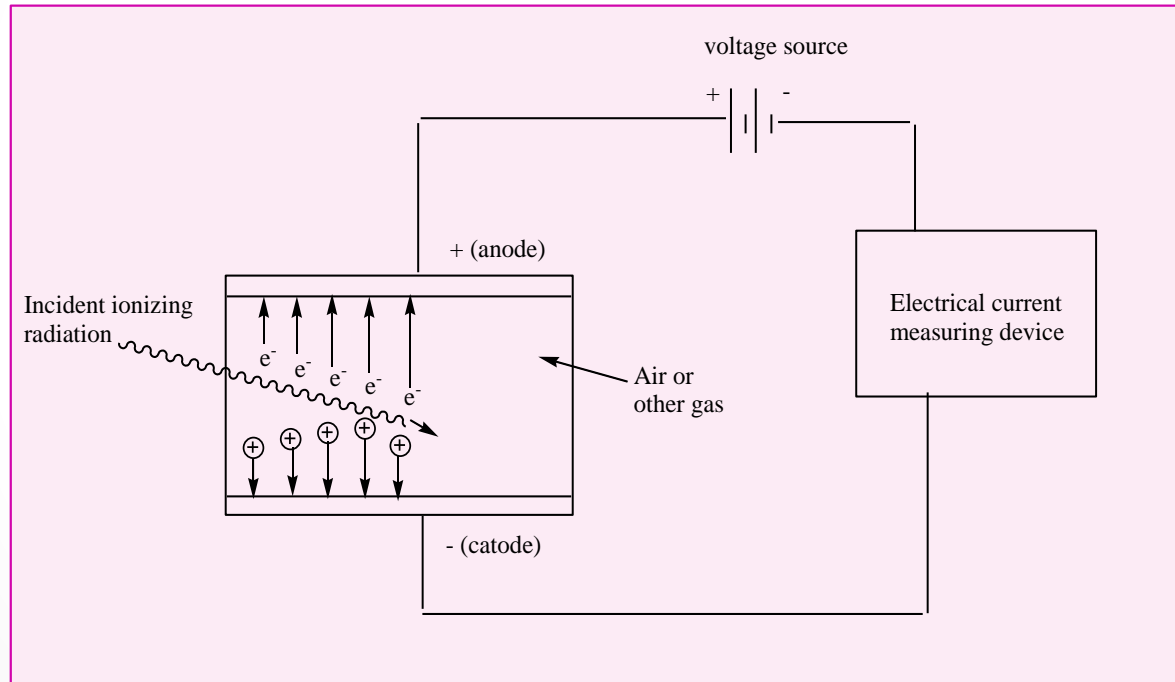 voltage source
+ -
+ (anode)
Incident ionizing
radiation
e- e- e- e- e-
Air or
other gas
Electrical current
measuring device
+ + + + +
- (catode)